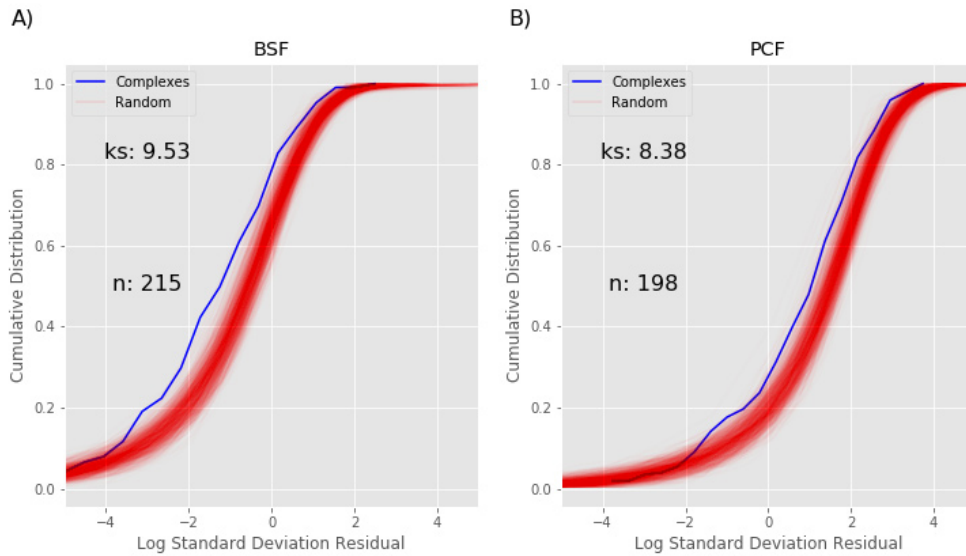 A)
BSF
Complexes
Random
ks: 9.53
n: 215
1.0
0.8
0.6
0.4
0.2
0.0
Cumulative Distribution
−4
−2
0
2
4
Log Standard Deviation Residual
B)
PCF
Complexes
Random
ks: 8.38
n: 198
1.0
0.8
0.6
0.4
0.2
0.0
Cumulative Distribution
−4
−2
0
2
4
Log Standard Deviation Residual